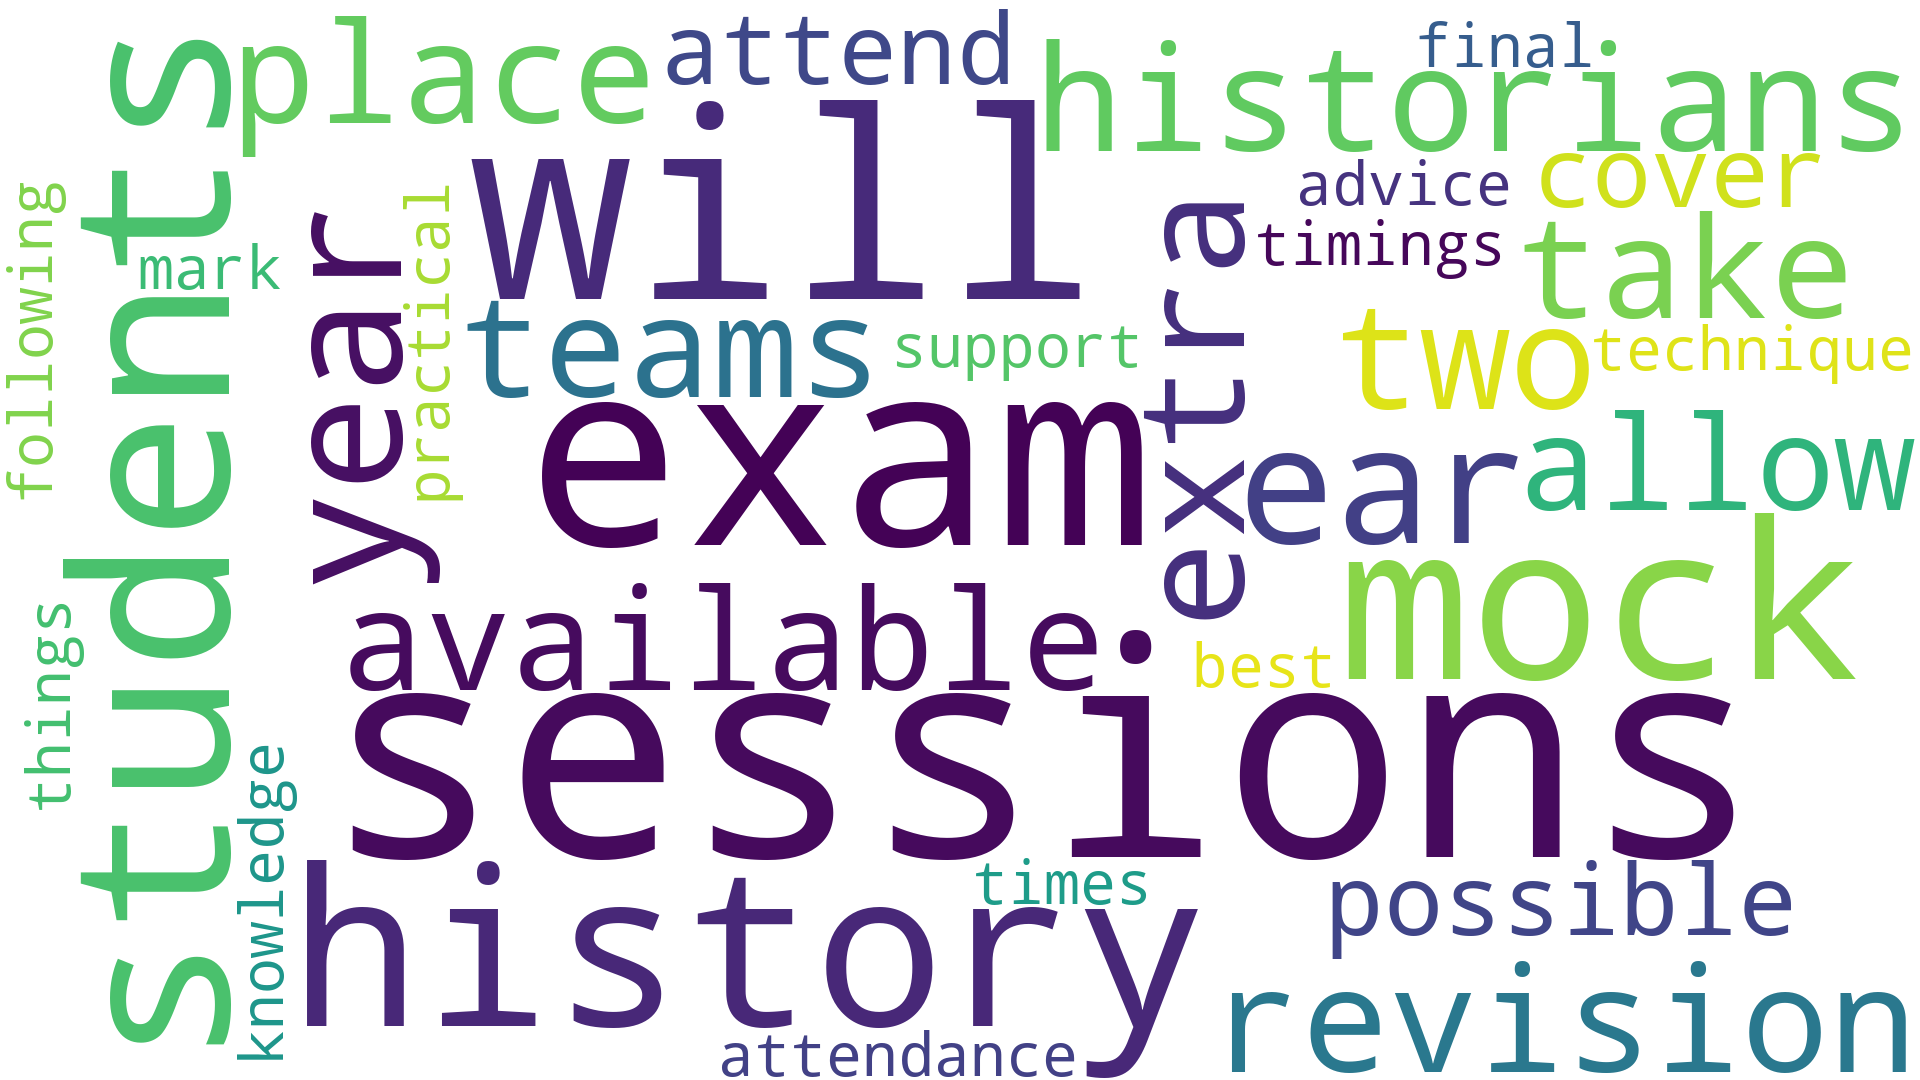 students
place
attend
historians
final
will
year
practical
following
mark
extra
advice
cover
timings
take
teams
support
two
technique
exam
ear
allow
mock
available
best
things
sessions
knowledge
history
times
possible
revision
attendance